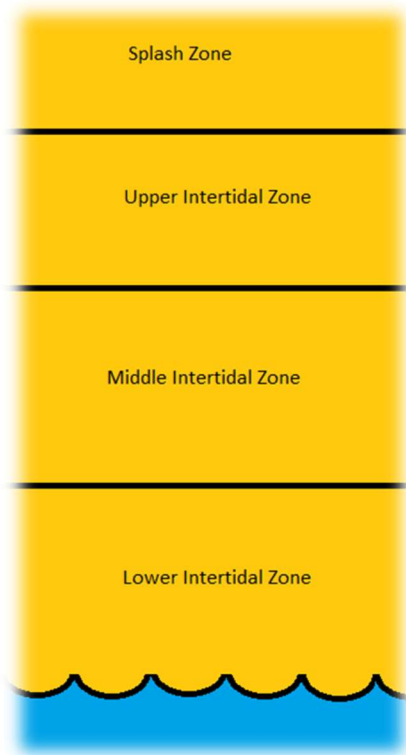 Splash Zone
Upper Intertidal Zone
Middle Intertidal Zone
Lower Intertidal Zone